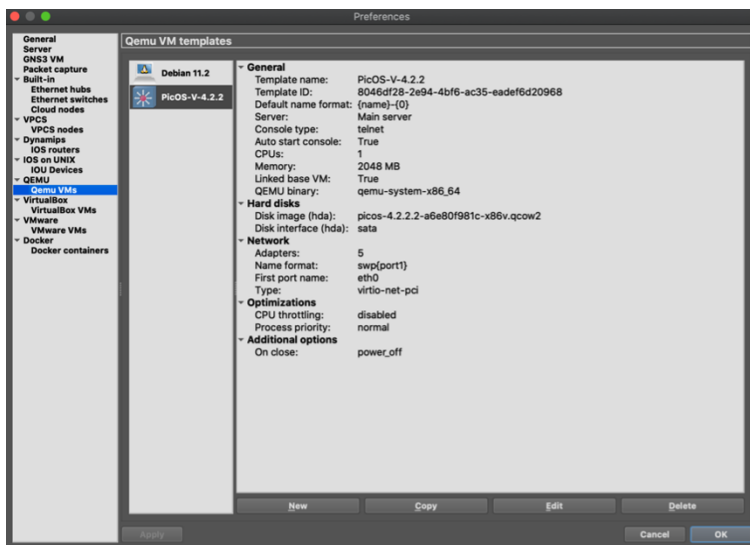 Preferences
General
Server
GNS3 VM
Packet capture
Built-in
Ethernet hubs
Ethernet switches
Cloud nodes
VPCS
VPCS nodes
Dynamips
IOS routers
IOS on UNIX
IOU Devices
QEMU
Qemu VMs
VirtualBox
VirtualBox VMs
VMware
VMware VMs
Docker
Docker containers
Qemu VM templates
Debian 11.2
PicOS-V-4.2.2
General
Template name: PicOS-V-4.2.2
Template ID: 8046df28-2e94-4bf6-ac35-eadef6d20968
Default name format: {name}-{0}
Server: Main server
Console type: telnet
Auto start console: True
CPUs: 1
Memory: 2048 MB
Linked base VM: True
QEMU binary: qemu-system-x86_64
Hard disks
Disk image (hda): picos-4.2.2.2-a6e80f981c-x86v.qcow2
Disk interface (hda): sata
Network
Adapters: 5
Name format: swp{port1}
First port name: eth0
Type: virtio-net-pci
Optimizations
CPU throttling: disabled
Process priority: normal
Additional options
On close: power_off
New Copy Edit Delete
Apply Cancel OK